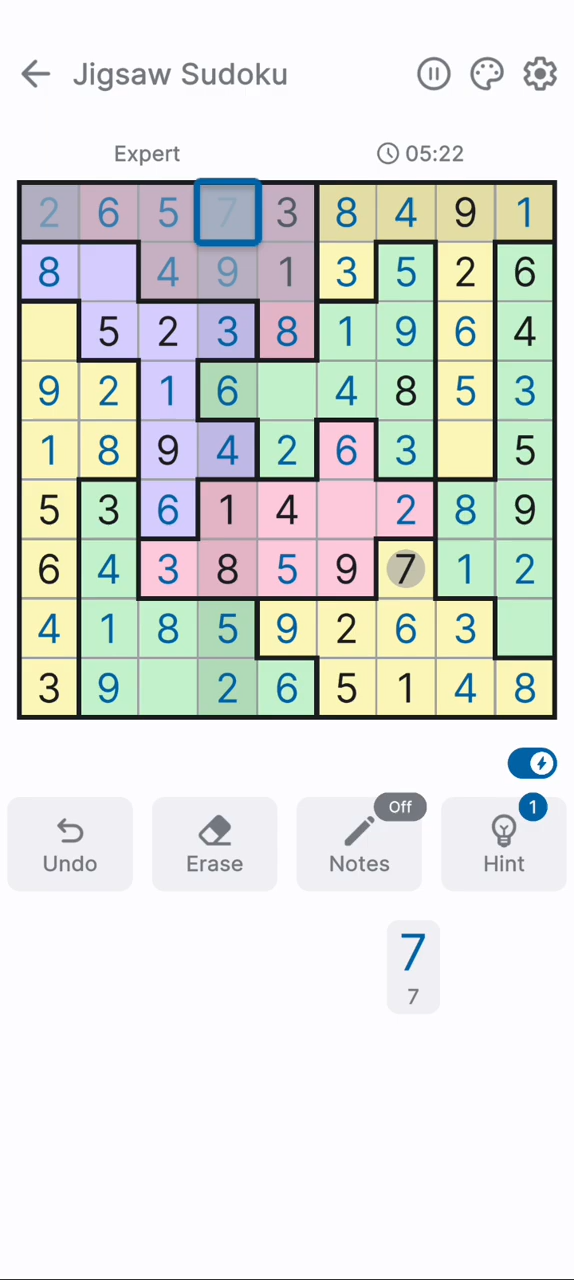 Jigsaw Sudoku
Expert 05:22
2 6 5 7 3 8 4 9 1
8 4 9 1 3 5 2 6
5 2 3 8 1 9 6 4
9 2 1 6 4 8 5 3
1 8 9 4 2 6 3 5
5 3 6 1 4 2 8 9
6 4 3 8 5 9 7 1 2
4 1 8 5 9 2 6 3
3 9 2 6 5 1 4 8
Off 1
Undo Erase Notes Hint
7
7